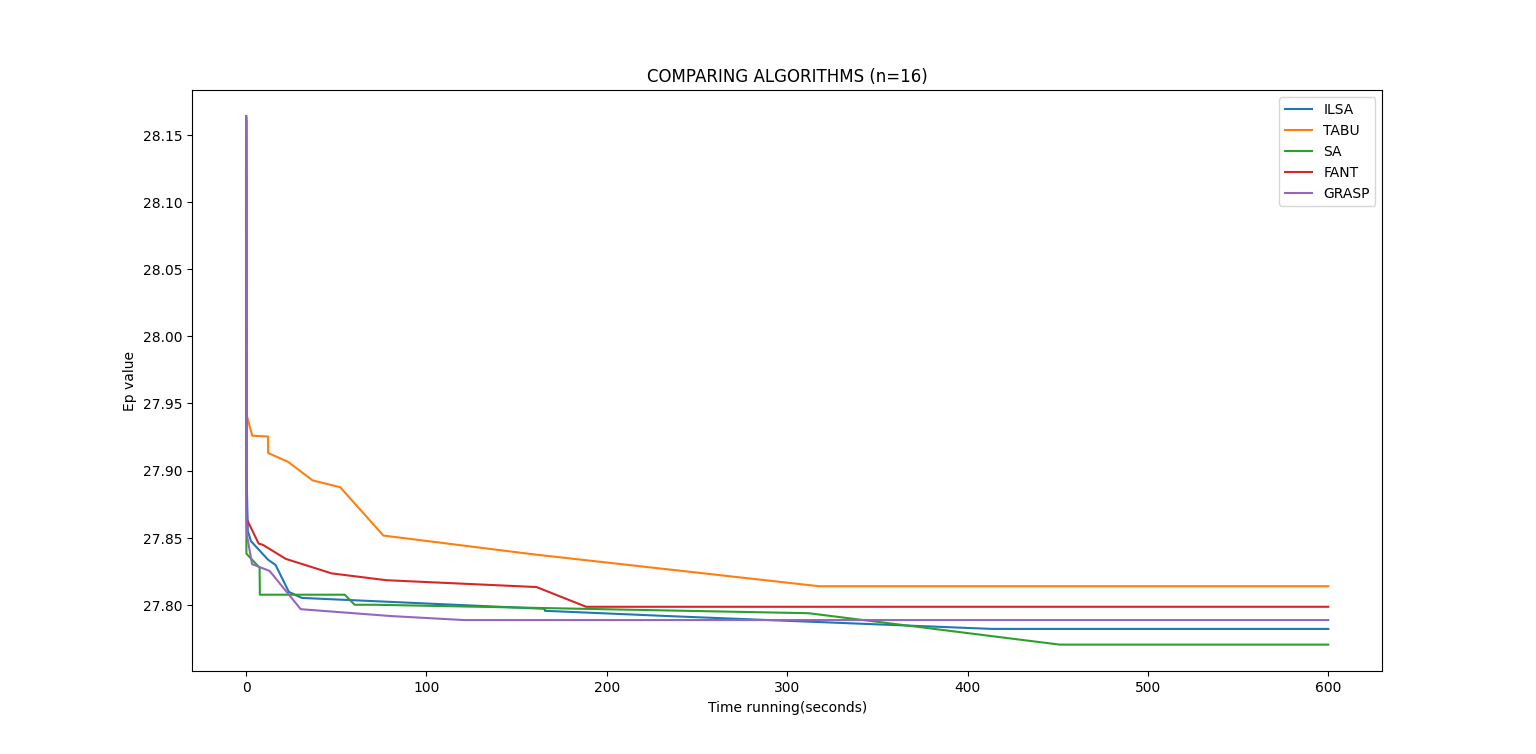 COMPARING ALGORITHMS (n=16)
ILSA
TABU
SA
FANT
GRASP
Ep value
28.15
28.10
28.05
28.00
27.95
27.90
27.85
27.80
0 100 200 300 400 500 600
Time running(seconds)